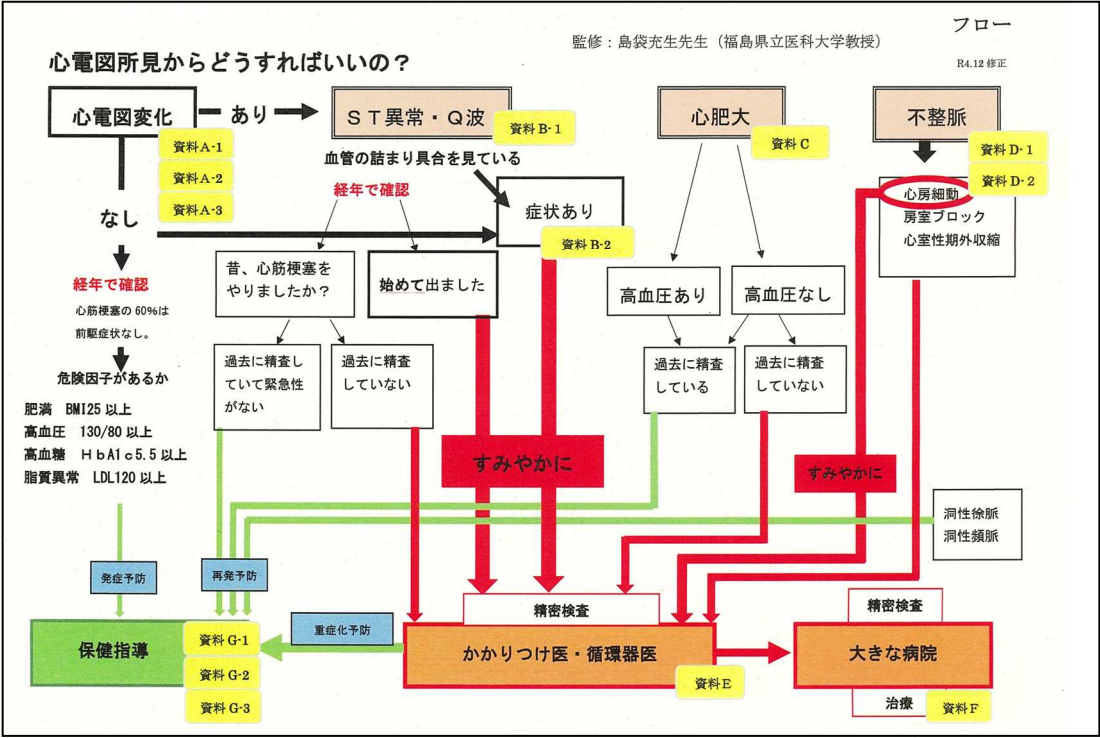 フロー
監修：島袋充生先生（福島県立医科大学教授）
R4.12 修正
心電図所見からどうすればいいの？
心電図変化
あり
ＳＴ異常・Ｑ波
心肥大
不整脈
資料 A-1
資料 A-2
資料 A-3
資料 B-1
資料 C
資料 D-1
資料 D-2
血管の詰まり具合を見ている
経年で確認
症状あり
資料 B-2
心房細動
房室ブロック
心室性期外収縮
なし
経年で確認
心筋梗塞の 60%は
前駆症状なし。
昔、心筋梗塞を
やりましたか？
始めて出ました
高血圧あり
高血圧なし
過去に精査し
ていて緊急性
がない
過去に精査
していない
過去に精査
している
過去に精査
していない
危険因子があるか
肥満 BMI25 以上
高血圧 130/80 以上
高血糖 ＨｂA1ｃ5.5 以上
脂質異常 LDL120 以上
すみやかに
すみやかに
洞性徐脈
洞性頻脈
発症予防
再発予防
重症化予防
精密検査
精密検査
保健指導
資料 G-1
資料 G-2
資料 G-3
かかりつけ医・循環器医
資料 E
大きな病院
治療
資料 F